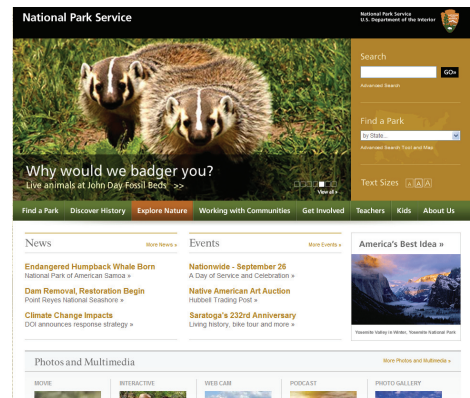 National Park Service
National Park Service
U.S. Department of the Interior
Search
GO»
Advanced Search
Find a Park
by State...
Advanced Search Tool and Map
Why would we badger you?
Live animals at John Day Fossil Beds >>
View all »
Text Sizes A A A
Find a Park Discover History Explore Nature Working with Communities Get Involved Teachers Kids About Us
News More News »
Endangered Humpback Whale Born
National Park of American Samoa »
Dam Removal, Restoration Begin
Point Reyes National Seashore »
Climate Change Impacts
DOI announces response strategy »
Events More Events »
Nationwide - September 26
A Day of Service and Celebration »
Native American Art Auction
Hubbell Trading Post »
Saratoga's 232rd Anniversary
Living history, bike tour and more »
America's Best Idea »
Yosemite Valley in Winter, Yosemite National Park
Photos and Multimedia More Photos and Multimedia »
MOVIE INTERACTIVE WEB CAM PODCAST PHOTO GALLERY